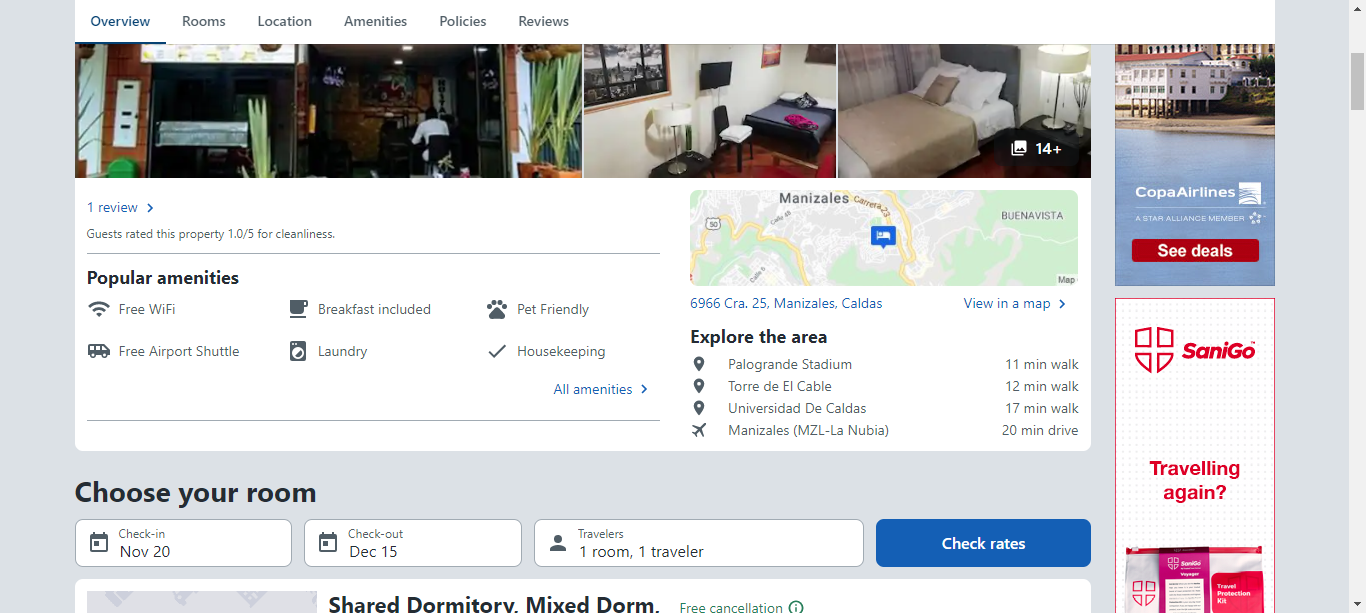 Overview Rooms Location Amenities Policies Reviews
14+
1 review
Guests rated this property 1.0/5 for cleanliness.
Popular amenities
Free WiFi Breakfast included Pet Friendly
Free Airport Shuttle Laundry Housekeeping
All amenities
Manizales
Carrera 23
Calle 48
BUENAVISTA
50
Calle 6
Map
6966 Cra. 25, Manizales, Caldas View in a map
Explore the area
Palogrande Stadium 11 min walk
Torre de El Cable 12 min walk
Universidad De Caldas 17 min walk
Manizales (MZL-La Nubia) 20 min drive
Choose your room
Check-in
Nov 20
Check-out
Dec 15
Travelers
1 room, 1 traveler
Check rates
Shared Dormitory, Mixed Dorm, Free cancellation
CopaAirlines
A STAR ALLIANCE MEMBER
See deals
SaniGo™
Travelling
again?
SaniGo
Voyager
SaniGo
Travel
Protection
Kit